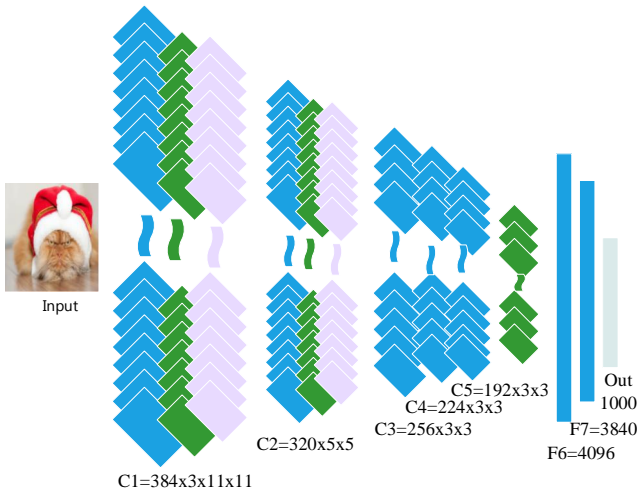 Input
C1=384x3x11x11
C2=320x5x5
C3=256x3x3
C4=224x3x3
C5=192x3x3
F6=4096
F7=3840
Out
1000